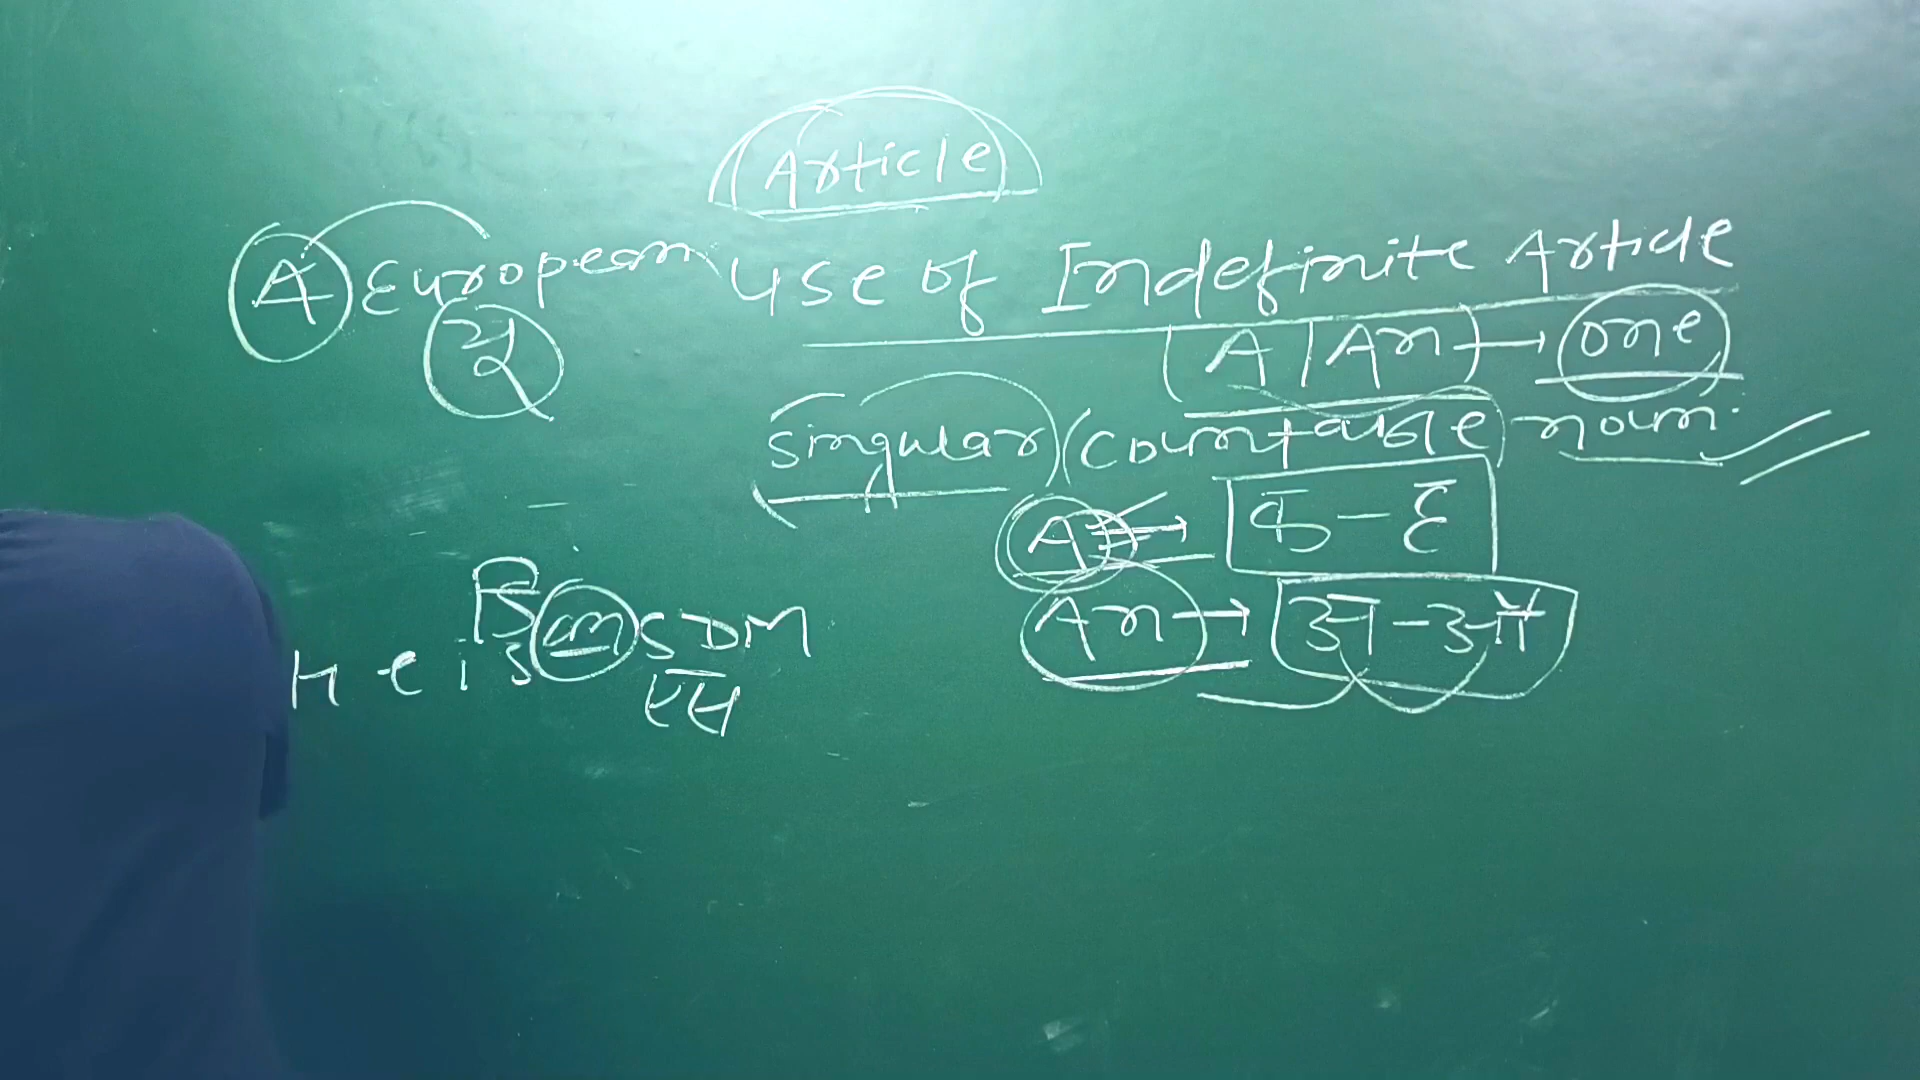 Article
A European
यू
use of Indefinite Article
(A/An) → one
singular countable noun.
A → क-ह
An → अ-औ
He is an SDM
एस